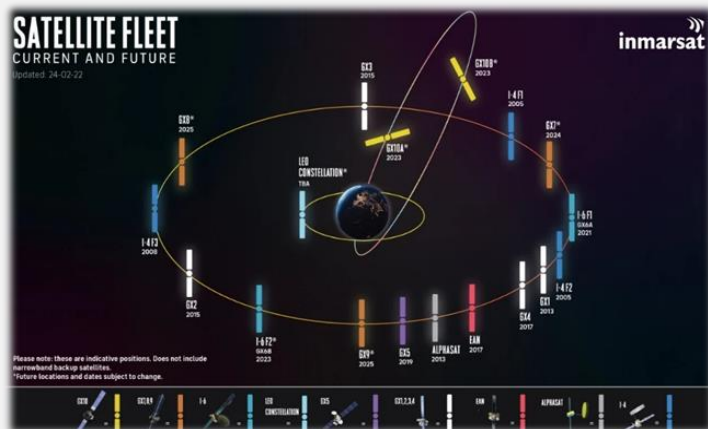 SATELLITE FLEET
CURRENT AND FUTURE
Updated: 24-02-22
inmarsat
GX3
2015
GX10B*
2023
I-4 F1
2005
GX8*
2025
GX10A*
2023
GX7*
2024
LEO
CONSTELLATION*
TBA
I-6 F1
GX6A
2021
I-4 F3
2008
I-4 F2
2005
GX2
2015
GX1
2013
GX4
2017
I-6 F2*
GX6B
2023
GX9*
2025
GX5
2019
ALPHASAT
2013
EAN
2017
Please note: these are indicative positions. Does not include
narrowband backup satellites.
*Future locations and dates subject to change.
GX10
GX7,8,9
I-6
LEO
CONSTELLATION
GX5
GX1,2,3,4
EAN
ALPHASAT
I-4